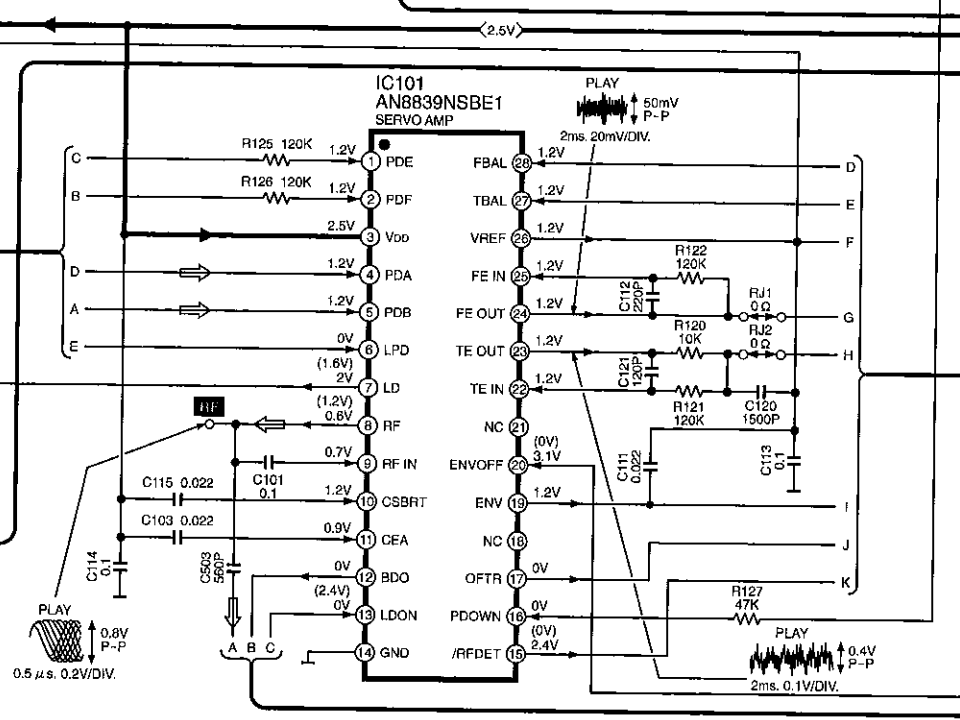 (2.5V)
IC101
AN8839NSBE1
SERVO AMP
PLAY
50mV
P-P
2ms. 20mV/DIV.
C
R125 120K
1.2V
1 PDE
FBAL 28
1.2V
D
B
R126 120K
1.2V
2 PDF
TBAL 27
1.2V
E
2.5V
3 VDD
VREF 26
1.2V
F
D
1.2V
4 PDA
FE IN 25
1.2V
R122
120K
C112
220P
A
1.2V
5 PDB
FE OUT 24
1.2V
RJ1
0Ω
G
E
0V
6 LPD
TE OUT 23
1.2V
R120
10K
RJ2
0Ω
H
(1.6V)
2V
7 LD
TE IN 22
1.2V
C121
120P
R121
120K
C120
1500P
RF
(1.2V)
0.6V
8 RF
NC 21
0.7V
9 RF IN
C101
0.1
ENVOFF 20
(0V)
3.1V
C111
0.022
C113
0.1
C115 0.022
1.2V
10 CSBRT
ENV 19
1.2V
I
C103 0.022
0.9V
11 CEA
NC 18
J
C114
0.1
C503
560P
0V
12 BDO
OFTR 17
0V
K
(2.4V)
0V
13 LDON
PDOWN 16
0V
R127
47K
14 GND
/RFDET 15
(0V)
2.4V
PLAY
0.8V
P-P
0.5 µs. 0.2V/DIV.
A B C
PLAY
0.4V
P-P
2ms. 0.1V/DIV.